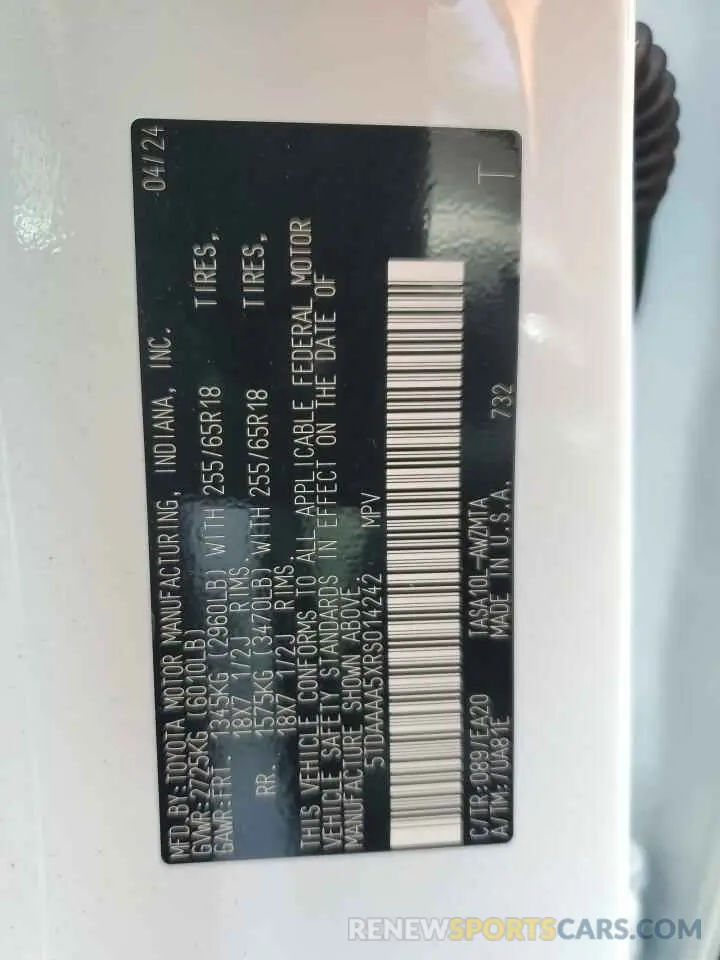 MFD.BY:TOYOTA MOTOR MANUFACTURING, INDIANA, INC. 04/24
GVWR:2725KG (6010LB)
GAWR:FRT. 1345KG (2960LB) WITH 255/65R18 TIRES,
18X7 1/2J RIMS.
RR. 1575KG (3470LB) WITH 255/65R18 TIRES,
18X7 1/2J RIMS.
THIS VEHICLE CONFORMS TO ALL APPLICABLE FEDERAL MOTOR
VEHICLE SAFETY STANDARDS IN EFFECT ON THE DATE OF
MANUFACTURE SHOWN ABOVE.
5TDAAAA5XRS014242 MPV
C/TR:089/EA20 TASA10L-AWZMTA 732 T
A/TM:/UA81E MADE IN U.S.A.
RENEWSPORTSCARS.COM